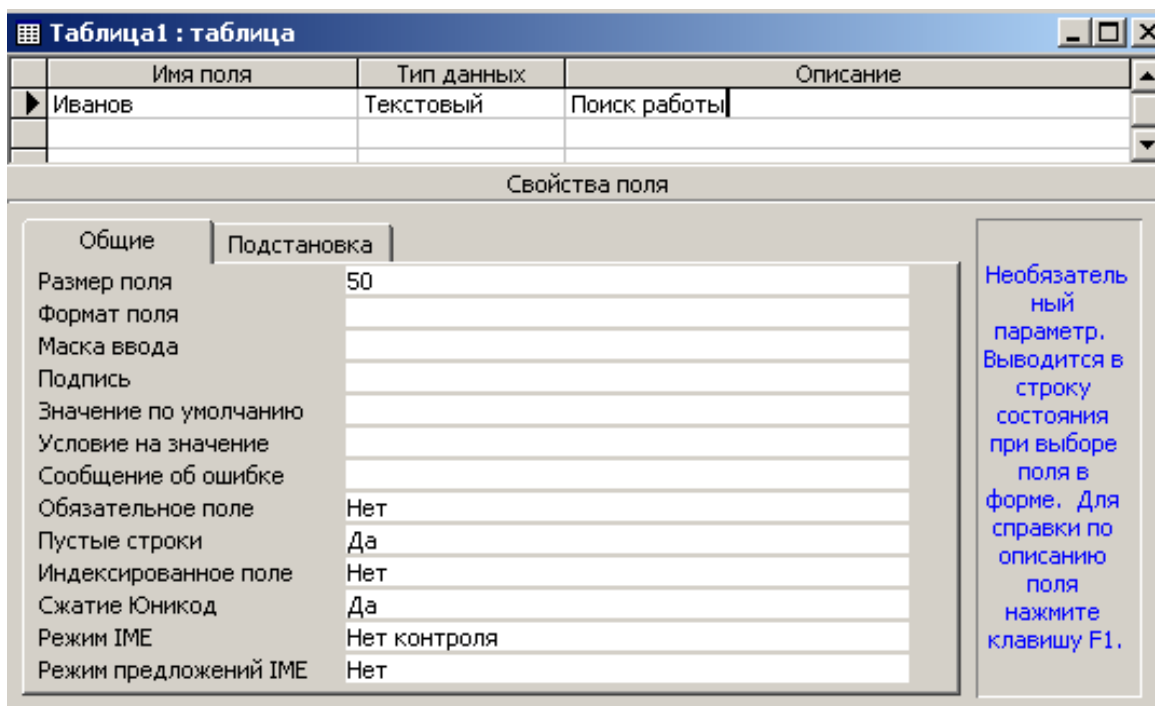 Таблица1 : таблица
Имя поля Тип данных Описание
Иванов Текстовый Поиск работы
Свойства поля
Общие Подстановка
Размер поля 50
Формат поля
Маска ввода
Подпись
Значение по умолчанию
Условие на значение
Сообщение об ошибке
Обязательное поле Нет
Пустые строки Да
Индексированное поле Нет
Сжатие Юникод Да
Режим IME Нет контроля
Режим предложений IME Нет
Необязатель
ный
параметр.
Выводится в
строку
состояния
при выборе
поля в
форме. Для
справки по
описанию
поля
нажмите
клавишу F1.